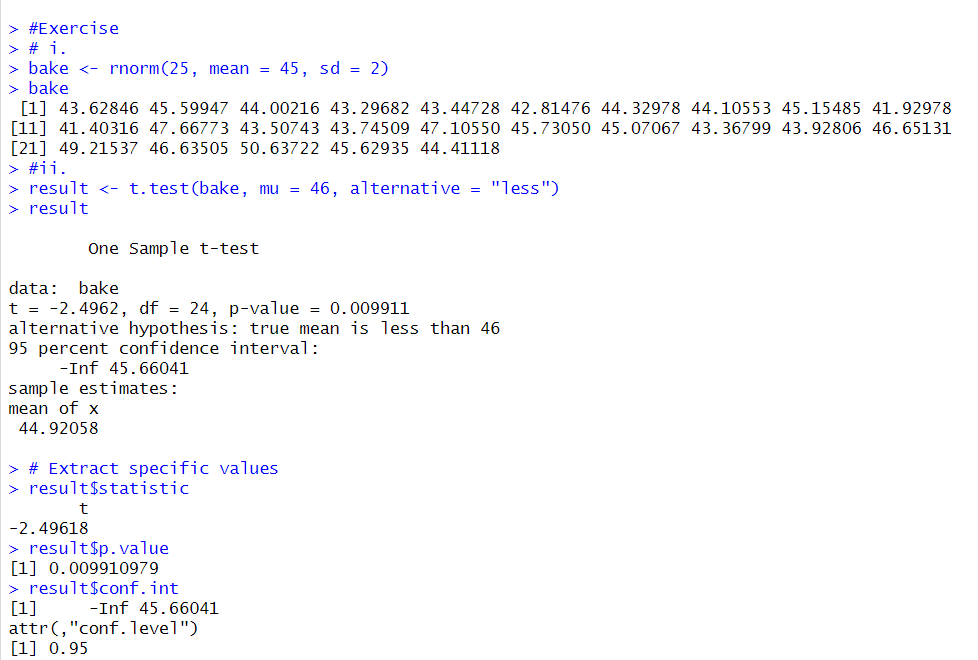 > #Exercise
> # i.
> bake <- rnorm(25, mean = 45, sd = 2)
> bake
 [1] 43.62846 45.59947 44.00216 43.29682 43.44728 42.81476 44.32978 44.10553 45.15485 41.92978
[11] 41.40316 47.66773 43.50743 43.74509 47.10550 45.73050 45.07067 43.36799 43.92806 46.65131
[21] 49.21537 46.63505 50.63722 45.62935 44.41118
> #ii.
> result <- t.test(bake, mu = 46, alternative = "less")
> result
        One Sample t-test
data:  bake
t = -2.4962, df = 24, p-value = 0.009911
alternative hypothesis: true mean is less than 46
95 percent confidence interval:
     -Inf 45.66041
sample estimates:
mean of x
 44.92058
> # Extract specific values
> result$statistic
       t
-2.49618
> result$p.value
[1] 0.009910979
> result$conf.int
[1]     -Inf 45.66041
attr(,"conf.level")
[1] 0.95